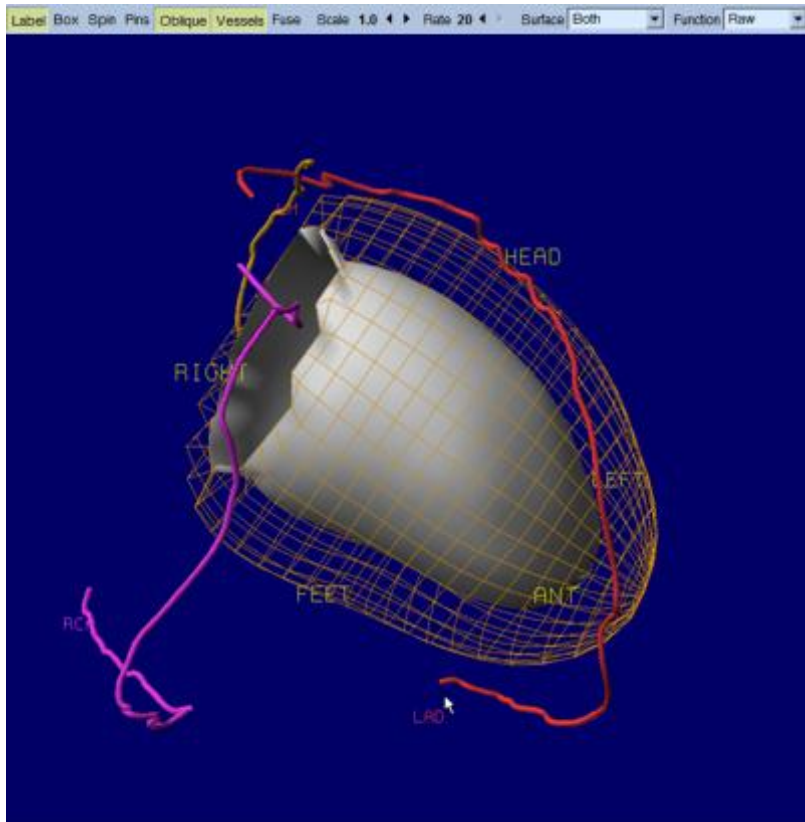 Label Box Spin Pins Oblique Vessels Fuse Scale 1.0 Rate 20 Surface Both Function Raw
HEAD
RIGHT
LEFT
FEET ANT
LAD